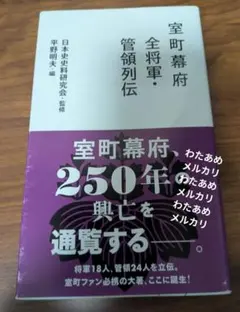 室町幕府
全将軍・
管領列伝
日本史史料研究会・監修
平野明夫・編
室町幕府、
250年の
興亡を
通覧する――。
将軍18人、管領24人を立伝。
室町ファン必携の大著、ここに誕生!
わたあめ
メルカリ
わたあめ
メルカリ
わたあめ
メルカリ